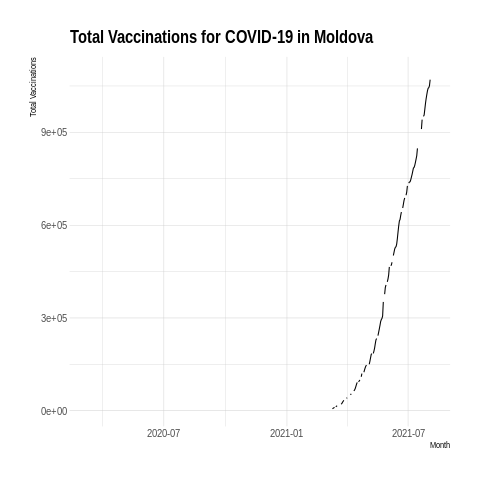 Total Vaccinations for COVID-19 in Moldova
Total Vaccinations
9e+05
6e+05
3e+05
0e+00
2020-07 2021-01 2021-07
Month